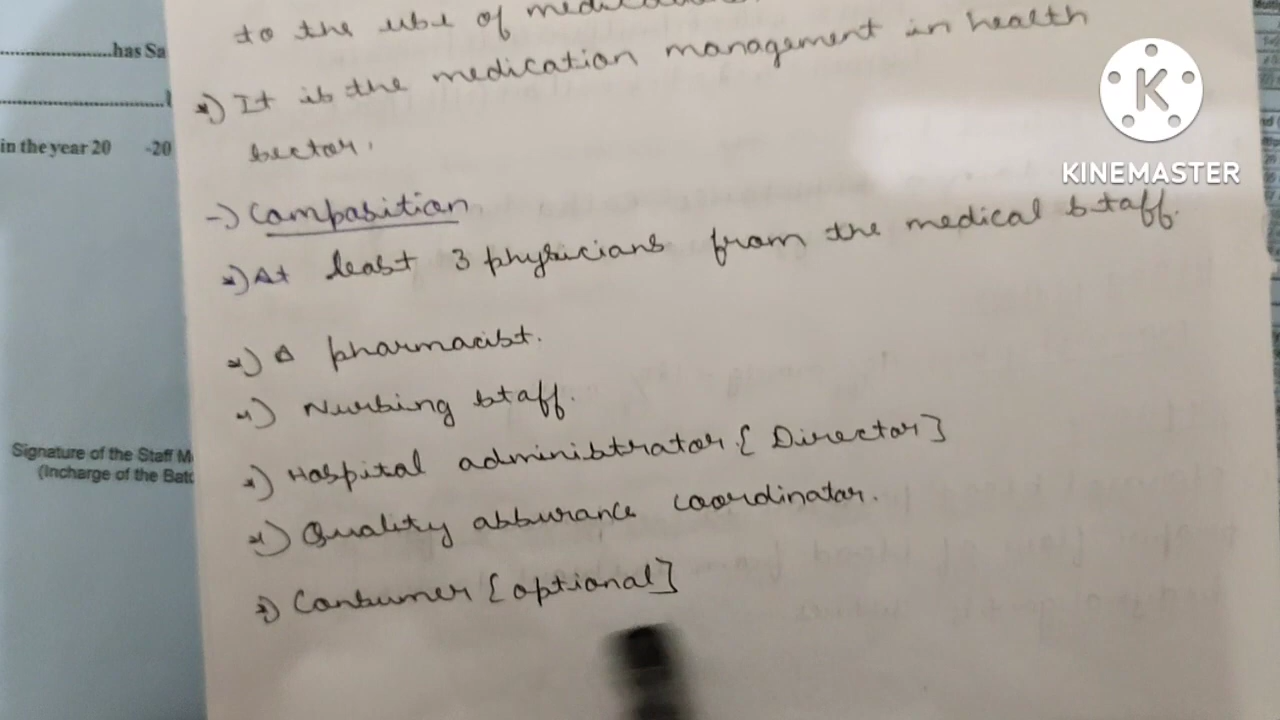 to the use of
*) It is the medication management in health
sector.
-) Composition
*) At least 3 physicians from the medical staff.
*) A pharmacist.
*) Nursing staff.
*) Hospital administrator [Director]
*) Quality assurance coordinator.
*) Consumer [optional]
............................has Sa
in the year 20 -20
Signature of the Staff M
(Incharge of the Batc
K
KINEMASTER